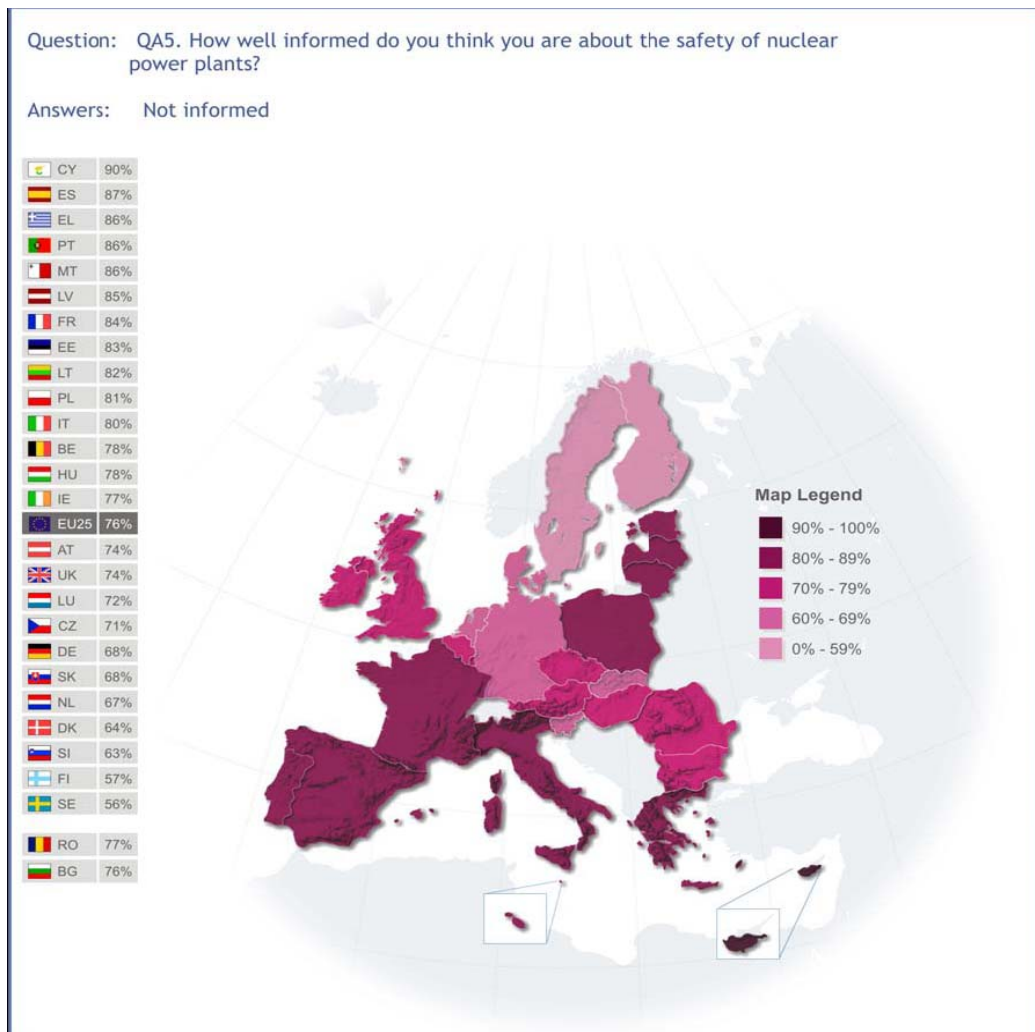 Question: QA5. How well informed do you think you are about the safety of nuclear
power plants?
Answers: Not informed
CY 90%
ES 87%
EL 86%
PT 86%
MT 86%
LV 85%
FR 84%
EE 83%
LT 82%
PL 81%
IT 80%
BE 78%
HU 78%
IE 77%
EU25 76%
AT 74%
UK 74%
LU 72%
CZ 71%
DE 68%
SK 68%
NL 67%
DK 64%
SI 63%
FI 57%
SE 56%
RO 77%
BG 76%
Map Legend
90% - 100%
80% - 89%
70% - 79%
60% - 69%
0% - 59%